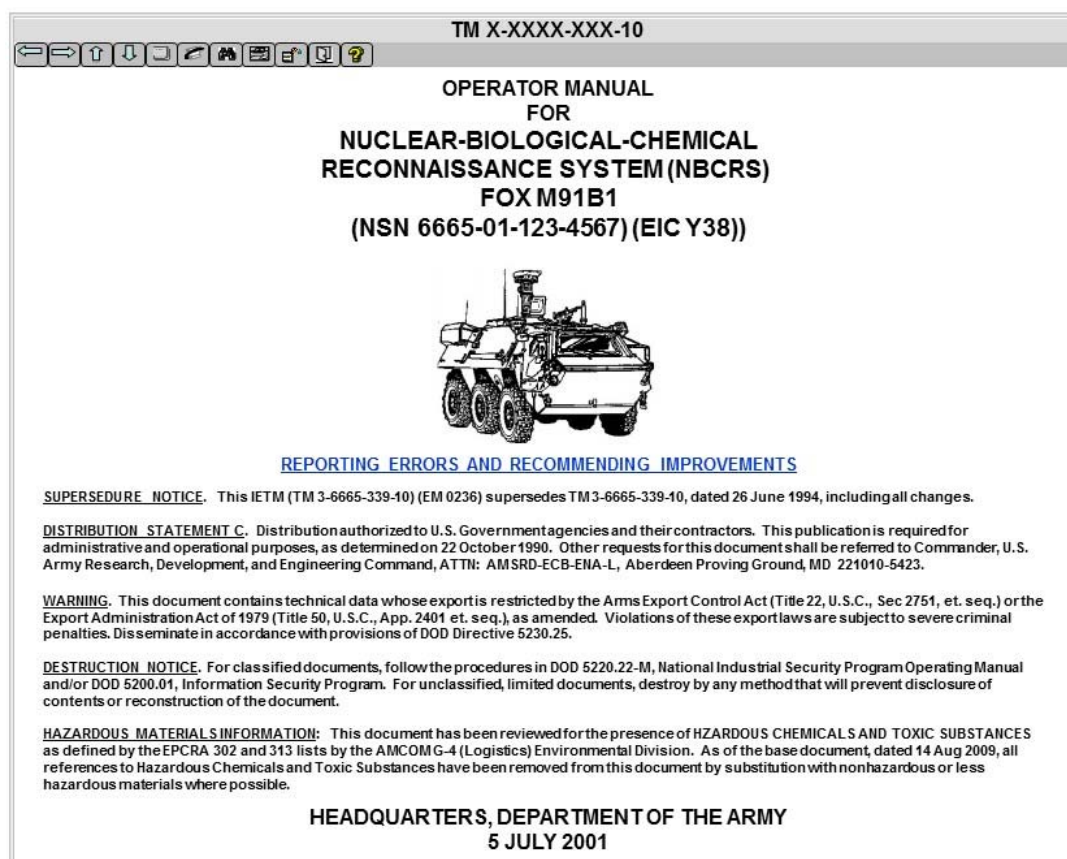 TM X-XXXX-XXX-10
OPERATOR MANUAL
FOR
NUCLEAR-BIOLOGICAL-CHEMICAL
RECONNAISSANCE SYSTEM (NBCRS)
FOX M91B1
(NSN 6665-01-123-4567) (EIC Y38))
REPORTING ERRORS AND RECOMMENDING IMPROVEMENTS
SUPERSEDURE NOTICE. This IETM (TM 3-6665-339-10) (EM 0236) supersedes TM 3-6665-339-10, dated 26 June 1994, including all changes.
DISTRIBUTION STATEMENT C. Distribution authorized to U.S. Government agencies and their contractors. This publication is required for
administrative and operational purposes, as determined on 22 October 1990. Other requests for this document shall be referred to Commander, U.S.
Army Research, Development, and Engineering Command, ATTN: AMSRD-ECB-ENA-L, Aberdeen Proving Ground, MD 221010-5423.
WARNING. This document contains technical data whose export is restricted by the Arms Export Control Act (Title 22, U.S.C., Sec 2751, et. seq.) or the
Export Administration Act of 1979 (Title 50, U.S.C., App. 2401 et. seq.), as amended. Violations of these export laws are subject to severe criminal
penalties. Disseminate in accordance with provisions of DOD Directive 5230.25.
DESTRUCTION NOTICE. For classified documents, follow the procedures in DOD 5220.22-M, National Industrial Security Program Operating Manual
and/or DOD 5200.01, Information Security Program. For unclassified, limited documents, destroy by any method that will prevent disclosure of
contents or reconstruction of the document.
HAZARDOUS MATERIALS INFORMATION: This document has been reviewed for the presence of HZARDOUS CHEMICALS AND TOXIC SUBSTANCES
as defined by the EPCRA 302 and 313 lists by the AMCOM G-4 (Logistics) Environmental Division. As of the base document, dated 14 Aug 2009, all
references to Hazardous Chemicals and Toxic Substances have been removed from this document by substitution with nonhazardous or less
hazardous materials where possible.
HEADQUARTERS, DEPARTMENT OF THE ARMY
5 JULY 2001